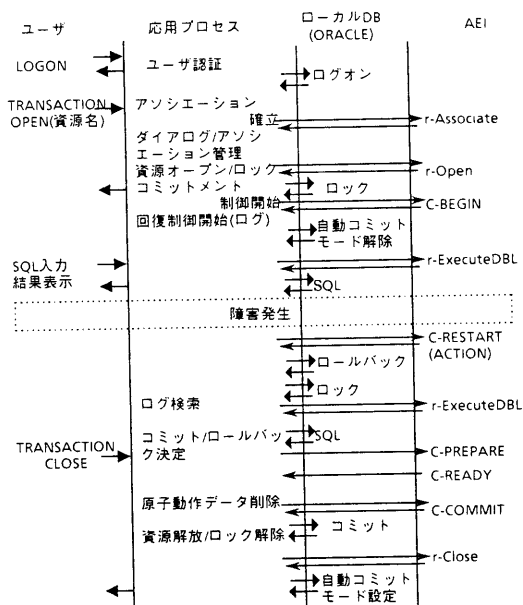 ユーザ 応用プロセス ローカルDB AEI
(ORACLE)
LOGON ユーザ認証 ログオン
TRANSACTION アソシエーション
OPEN(資源名) 確立 r-Associate
ダイアログ/アソシ
エーション管理
資源オープン/ロック r-Open
コミットメント ロック
制御開始 C-BEGIN
回復制御開始(ログ) 自動コミット
モード解除
SQL入力 r-ExecuteDBL
結果表示 SQL
障害発生
C-RESTART
(ACTION)
ロールバック
ロック
ログ検索 r-ExecuteDBL
コミット/ロールバッ SQL
TRANSACTION ク決定 C-PREPARE
CLOSE
C-READY
原子動作データ削除 C-COMMIT
コミット
資源解放/ロック解除
r-Close
自動コミット
モード設定